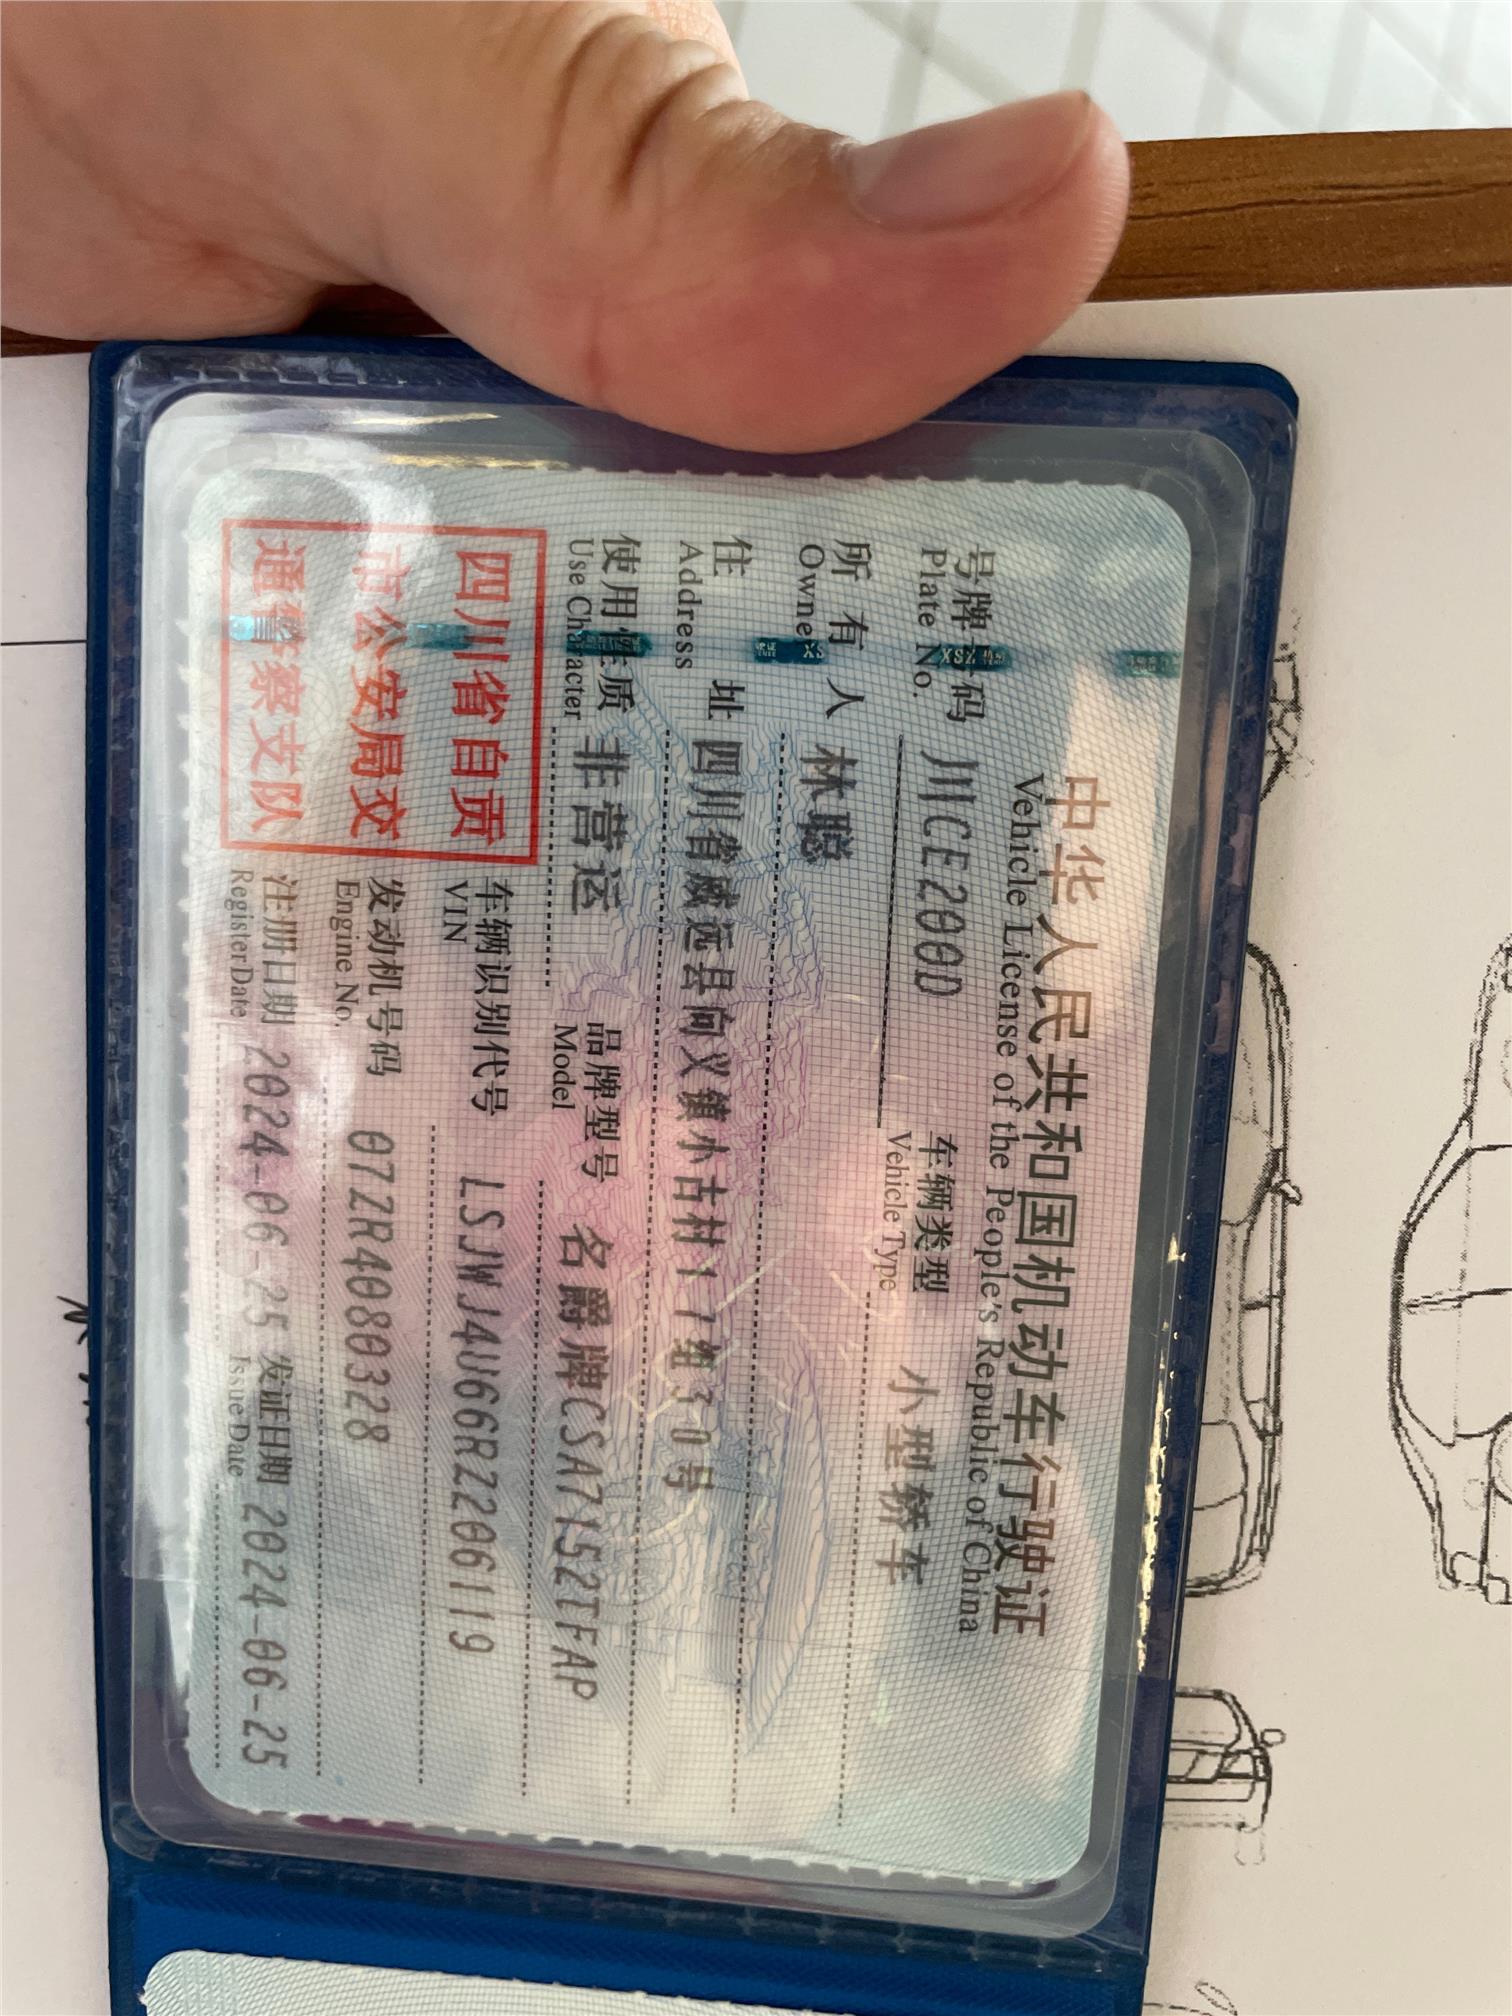 中华人民共和国机动车行驶证
Vehicle License of the People's Republic of China
号牌号码 川CE200D 车辆类型 小型轿车
Plate No. Vehicle Type
所有人 林聪
Owner
住址 四川省威远县向义镇小古村11组30号
Address
使用性质 非营运 品牌型号 名爵牌CSA7152TFAP
Use Character Model
四川省自贡
市公安局交
通警察支队
车辆识别代号 LSJWJ4U66RZ206119
VIN
发动机号码 07ZR4080328
Engine No.
注册日期 2024-06-25 发证日期 2024-06-25
Register Date Issue Date